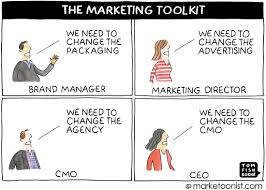 THE MARKETING TOOLKIT
WE NEED TO
CHANGE THE
PACKAGING
BRAND MANAGER
WE NEED TO
CHANGE THE
ADVERTISING
MARKETING DIRECTOR
WE NEED TO
CHANGE THE
AGENCY
CMO
WE NEED TO
CHANGE THE
CMO
CEO
TOM
FISH
BURNE
© marketoonist.com